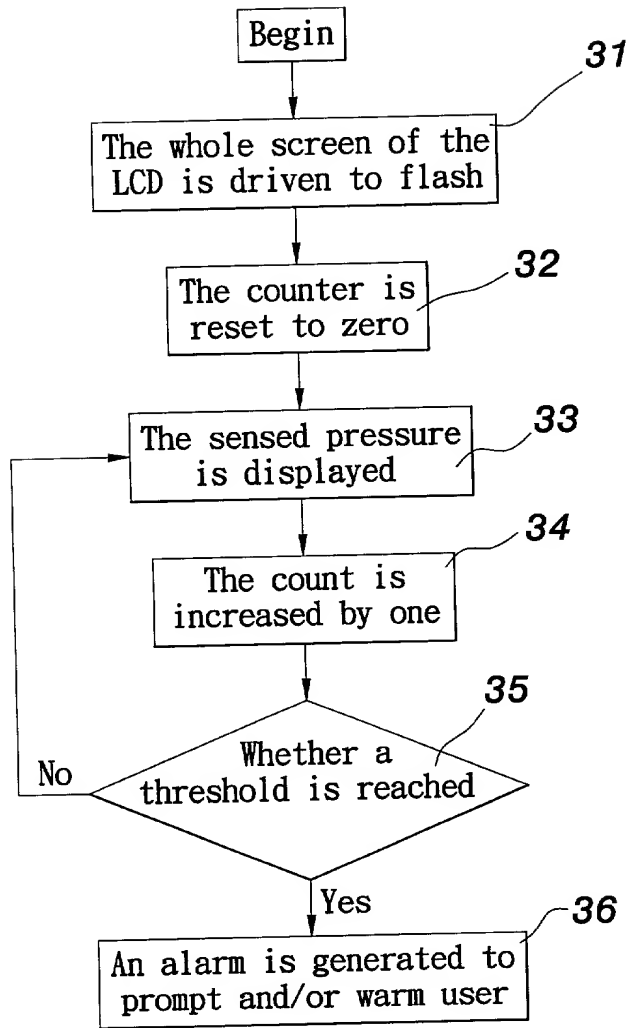 Begin
31
The whole screen of the
LCD is driven to flash
32
The counter is
reset to zero
33
The sensed pressure
is displayed
34
The count is
increased by one
35
Whether a
threshold is reached
No
Yes
36
An alarm is generated to
prompt and/or warm user